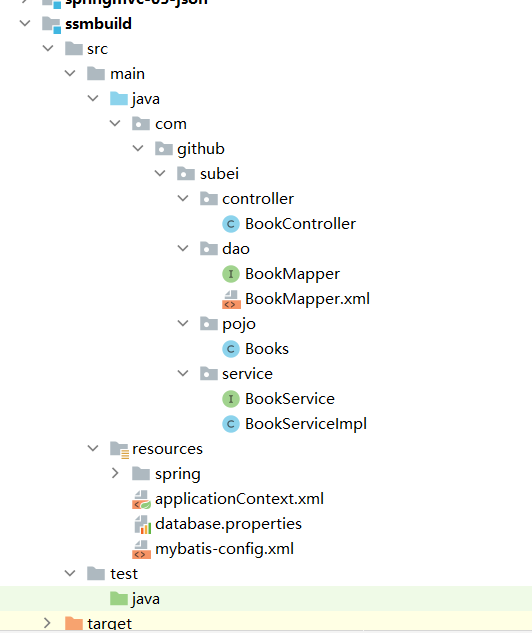 springmvc-05-json
ssmbuild
src
main
java
com
github
subei
controller
BookController
dao
BookMapper
BookMapper.xml
pojo
Books
service
BookService
BookServiceImpl
resources
spring
applicationContext.xml
database.properties
mybatis-config.xml
test
java
target